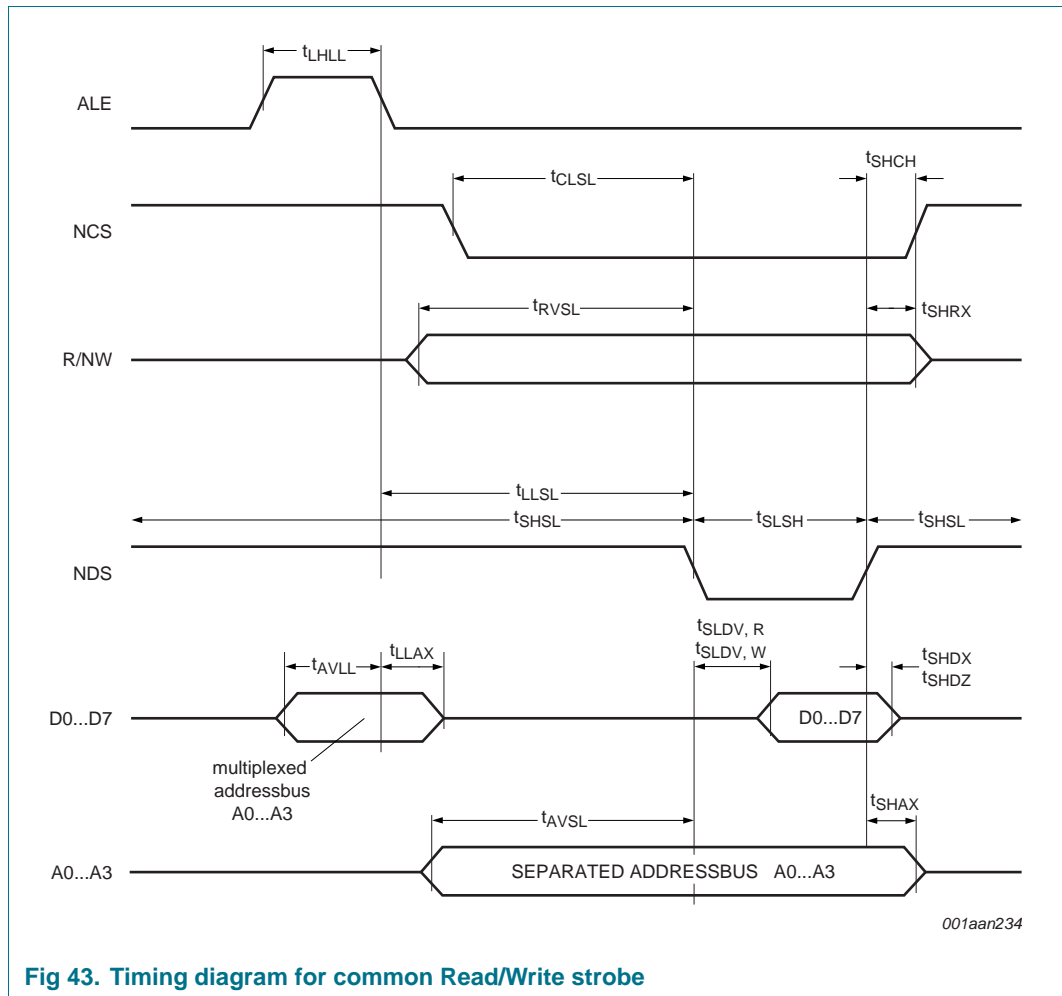 tLHLL
ALE
tSHCH
tCLSL
NCS
tRVSL
tSHRX
R/NW
tLLSL
tSHSL
tSLSH
tSHSL
NDS
tSLDV, R
tSLDV, W
tAVLL
tLLAX
tSHDX
tSHDZ
D0...D7
D0...D7
multiplexed
addressbus
A0...A3
tSHAX
tAVSL
A0...A3
SEPARATED ADDRESSBUS A0...A3
001aan234
Fig 43. Timing diagram for common Read/Write strobe